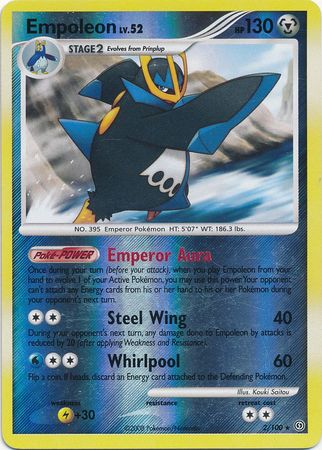 Empoleon LV.52 HP 130
STAGE2 Evolves from Prinplup
NO. 395 Emperor Pokémon HT: 5'07" WT: 186.3 lbs.
Poké-POWER Emperor Aura
Once during your turn (before your attack), when you play Empoleon from your
hand to evolve 1 of your Active Pokémon, you may use this power. Your opponent
can't attach any Energy cards from his or her hand to his or her Pokémon during
your opponent's next turn.
Steel Wing 40
During your opponent's next turn, any damage done to Empoleon by attacks is
reduced by 20 (after applying Weakness and Resistance).
Whirlpool 60
Flip a coin. If heads, discard an Energy card attached to the Defending Pokémon.
Illus. Kouki Saitou
weakness resistance retreat cost
+30
©2008 Pokémon/Nintendo 2/100 ★